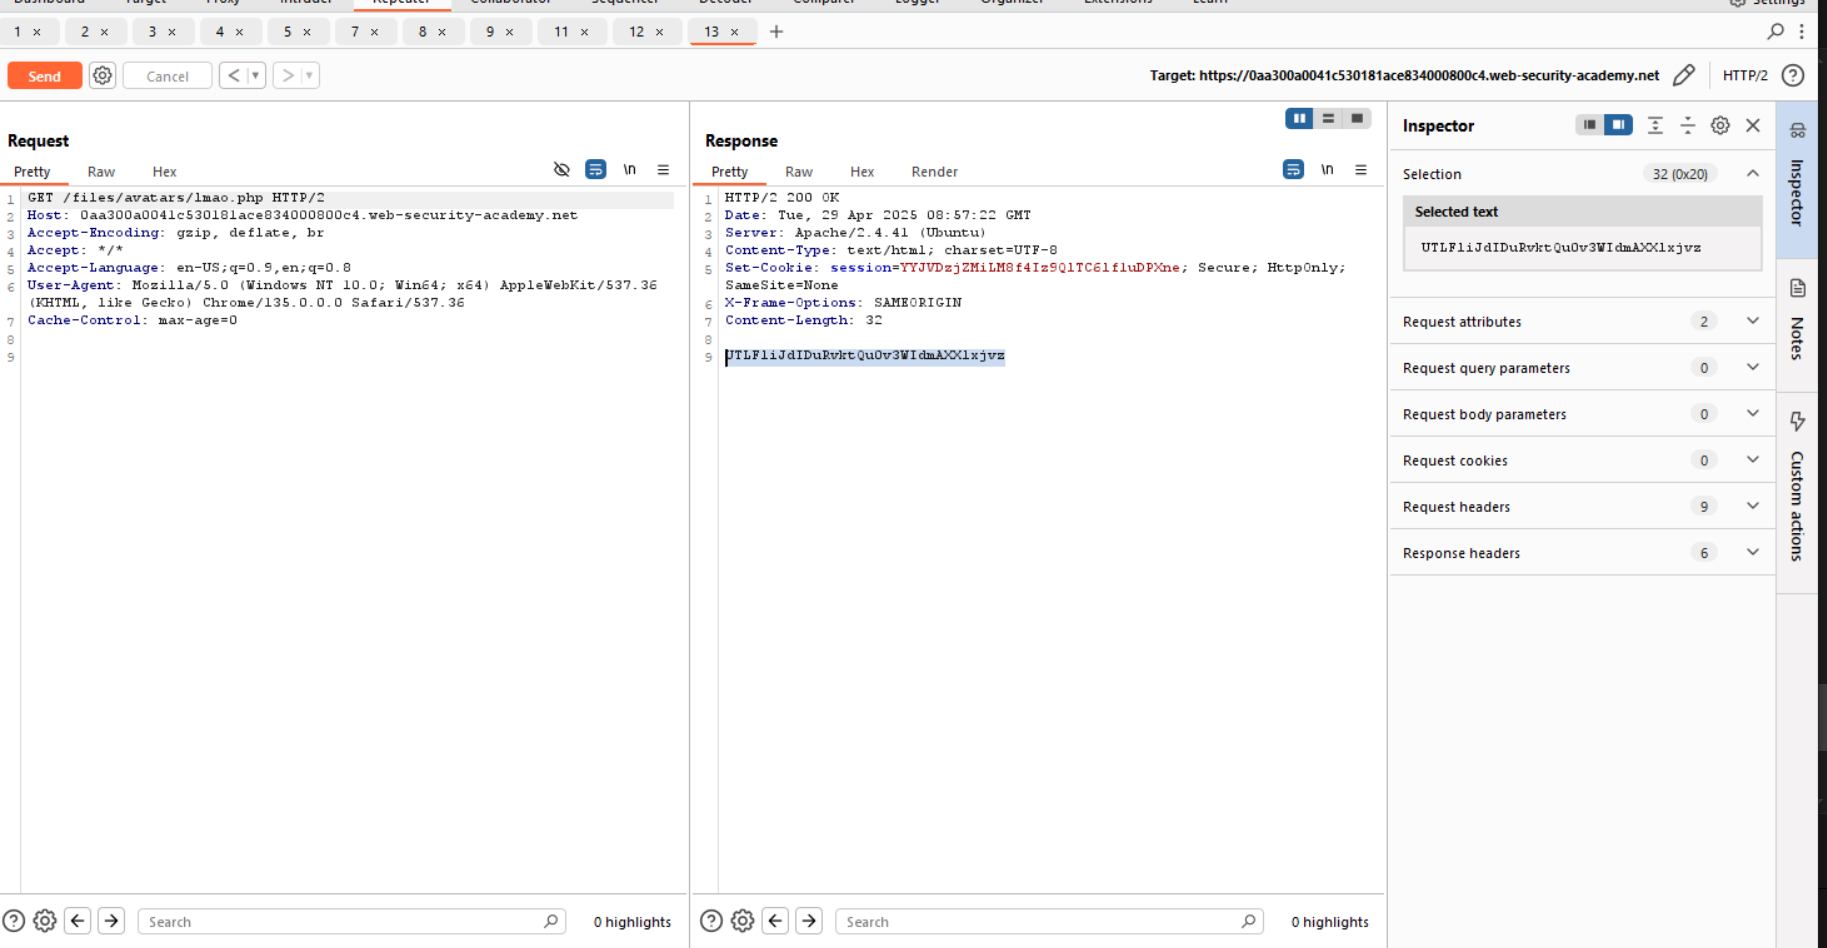 Dashboard Target Proxy Intruder Repeater Collaborator Sequencer Decoder Comparer Logger Organizer Extensions Learn Settings
1 × 2 × 3 × 4 × 5 × 7 × 8 × 9 × 11 × 12 × 13 × +
Send Cancel < > Target: https://0aa300a0041c530181ace834000800c4.web-security-academy.net HTTP/2
Request
Pretty Raw Hex \n
1 GET /files/avatars/lmao.php HTTP/2
2 Host: 0aa300a0041c530181ace834000800c4.web-security-academy.net
3 Accept-Encoding: gzip, deflate, br
4 Accept: */*
5 Accept-Language: en-US;q=0.9,en;q=0.8
6 User-Agent: Mozilla/5.0 (Windows NT 10.0; Win64; x64) AppleWebKit/537.36
(KHTML, like Gecko) Chrome/135.0.0.0 Safari/537.36
7 Cache-Control: max-age=0
8
9
Search 0 highlights
Response
Pretty Raw Hex Render \n
1 HTTP/2 200 OK
2 Date: Tue, 29 Apr 2025 08:57:22 GMT
3 Server: Apache/2.4.41 (Ubuntu)
4 Content-Type: text/html; charset=UTF-8
5 Set-Cookie: session=YYJVDzjZMiLM8f4Iz9QlTC6lfluDPXne; Secure; HttpOnly;
SameSite=None
6 X-Frame-Options: SAMEORIGIN
7 Content-Length: 32
8
9 UTLFliJdIDuRvktQuOv3WIdmAXXlxjvz
Search 0 highlights
Inspector
Selection 32 (0x20)
Selected text
UTLFliJdIDuRvktQuOv3WIdmAXXlxjvz
Request attributes 2
Request query parameters 0
Request body parameters 0
Request cookies 0
Request headers 9
Response headers 6
Inspector
Notes
Custom actions